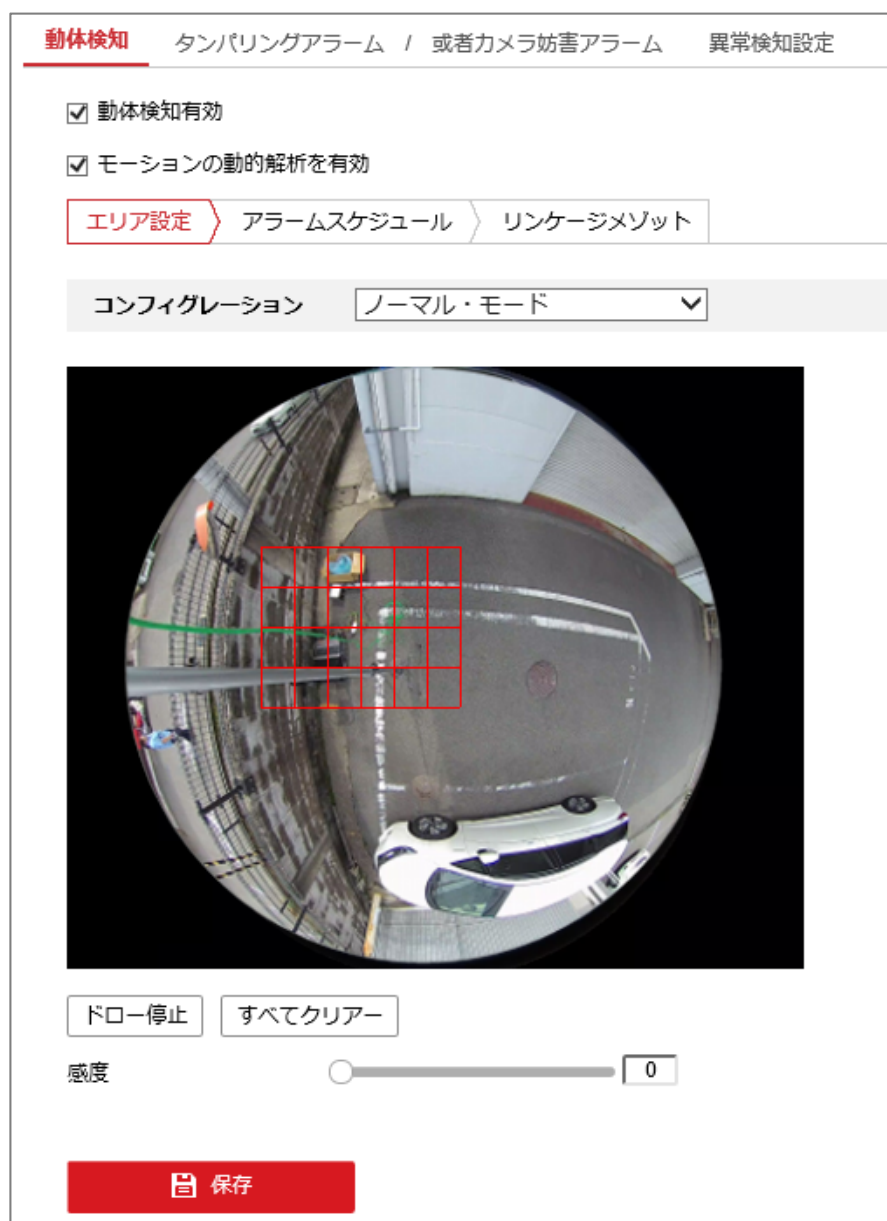 動体検知 タンパリングアラーム / 或者カメラ妨害アラーム 異常検知設定
動体検知有効
モーションの動的解析を有効
エリア設定 アラームスケジュール リンケージメゾット
コンフィグレーション ノーマル・モード
ドロー停止 すべてクリアー
感度 0
保存